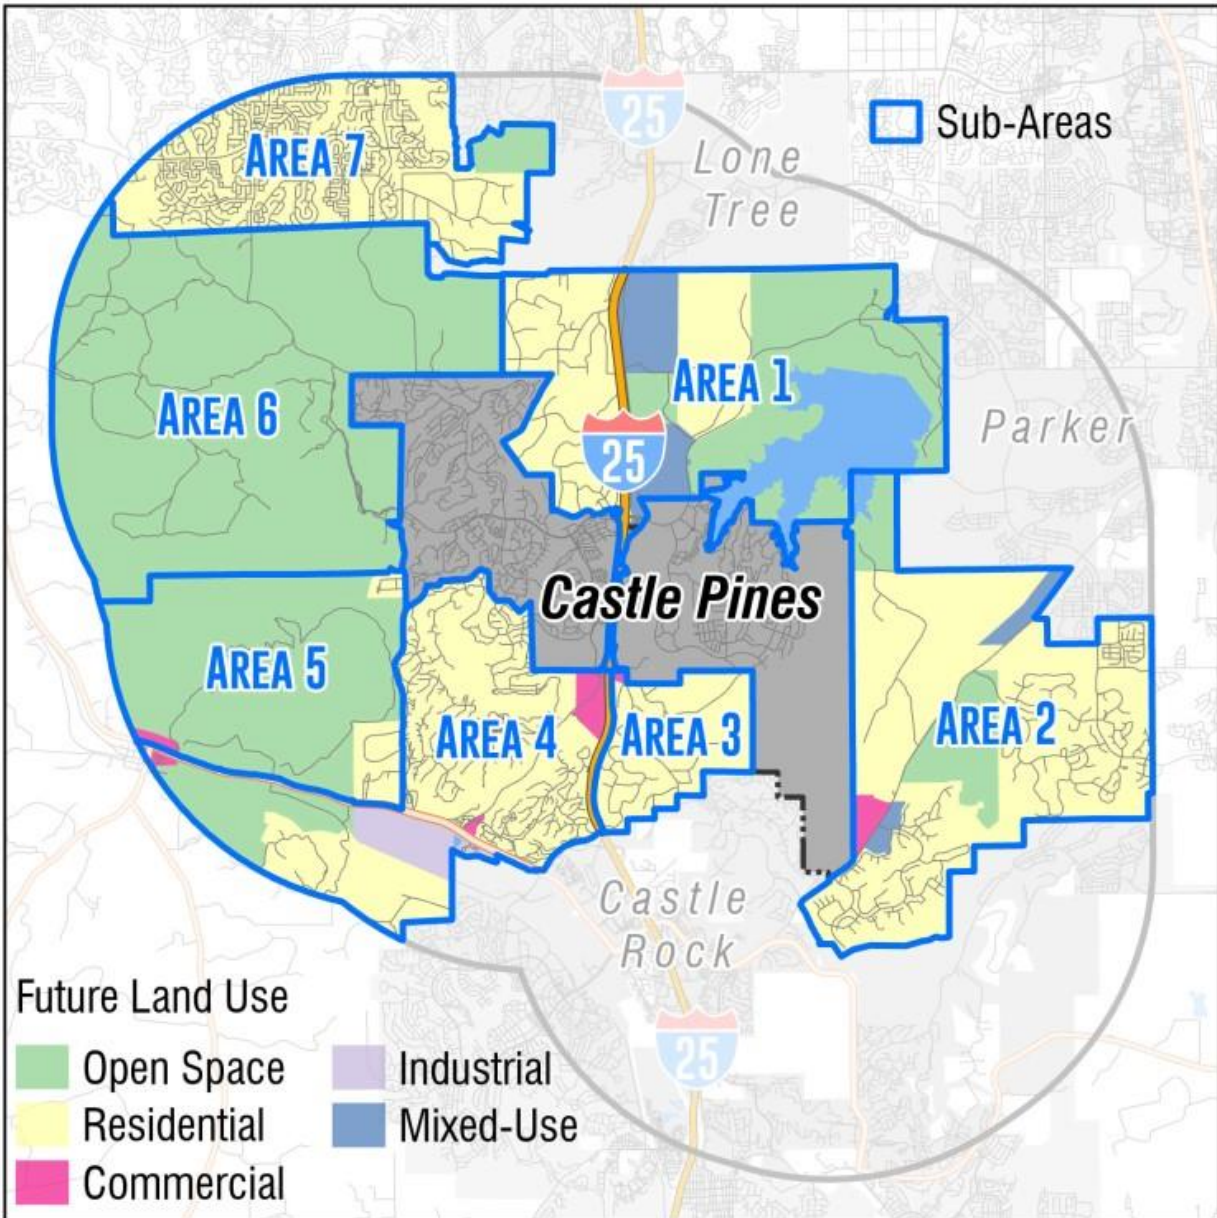 25
Sub-Areas
Lone
Tree
AREA 7
AREA 1
AREA 6
Parker
25
Castle Pines
AREA 5
AREA 4
AREA 3
AREA 2
Castle
Rock
25
Future Land Use
Open Space
Residential
Commercial
Industrial
Mixed-Use